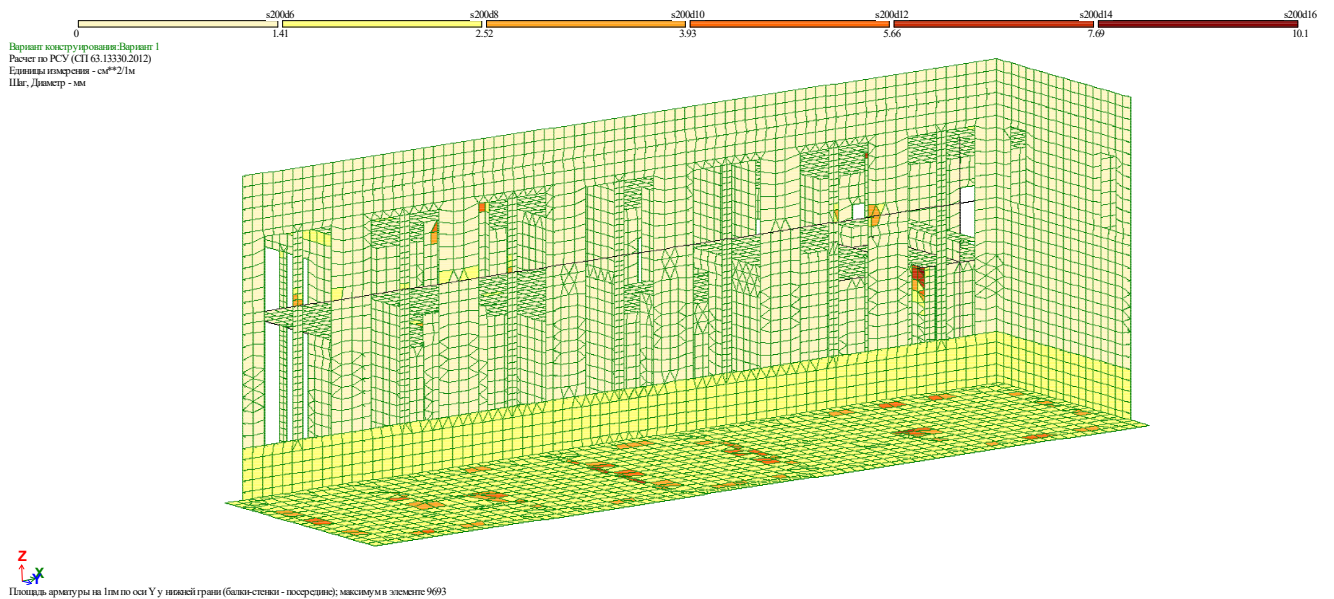 s200d6 s200d8 s200d10 s200d12 s200d14 s200d16
0 1.41 2.52 3.93 5.66 7.69 10.1
Вариант конструирования:Вариант 1
Расчет по РСУ (СП 63.13330.2012)
Единицы измерения - см**2/1м
Шаг, Диаметр - мм
Z
X
Y
Площадь арматуры на 1пм по оси Y у нижней грани (балки-стенки - посередине); максимум в элементе 9693